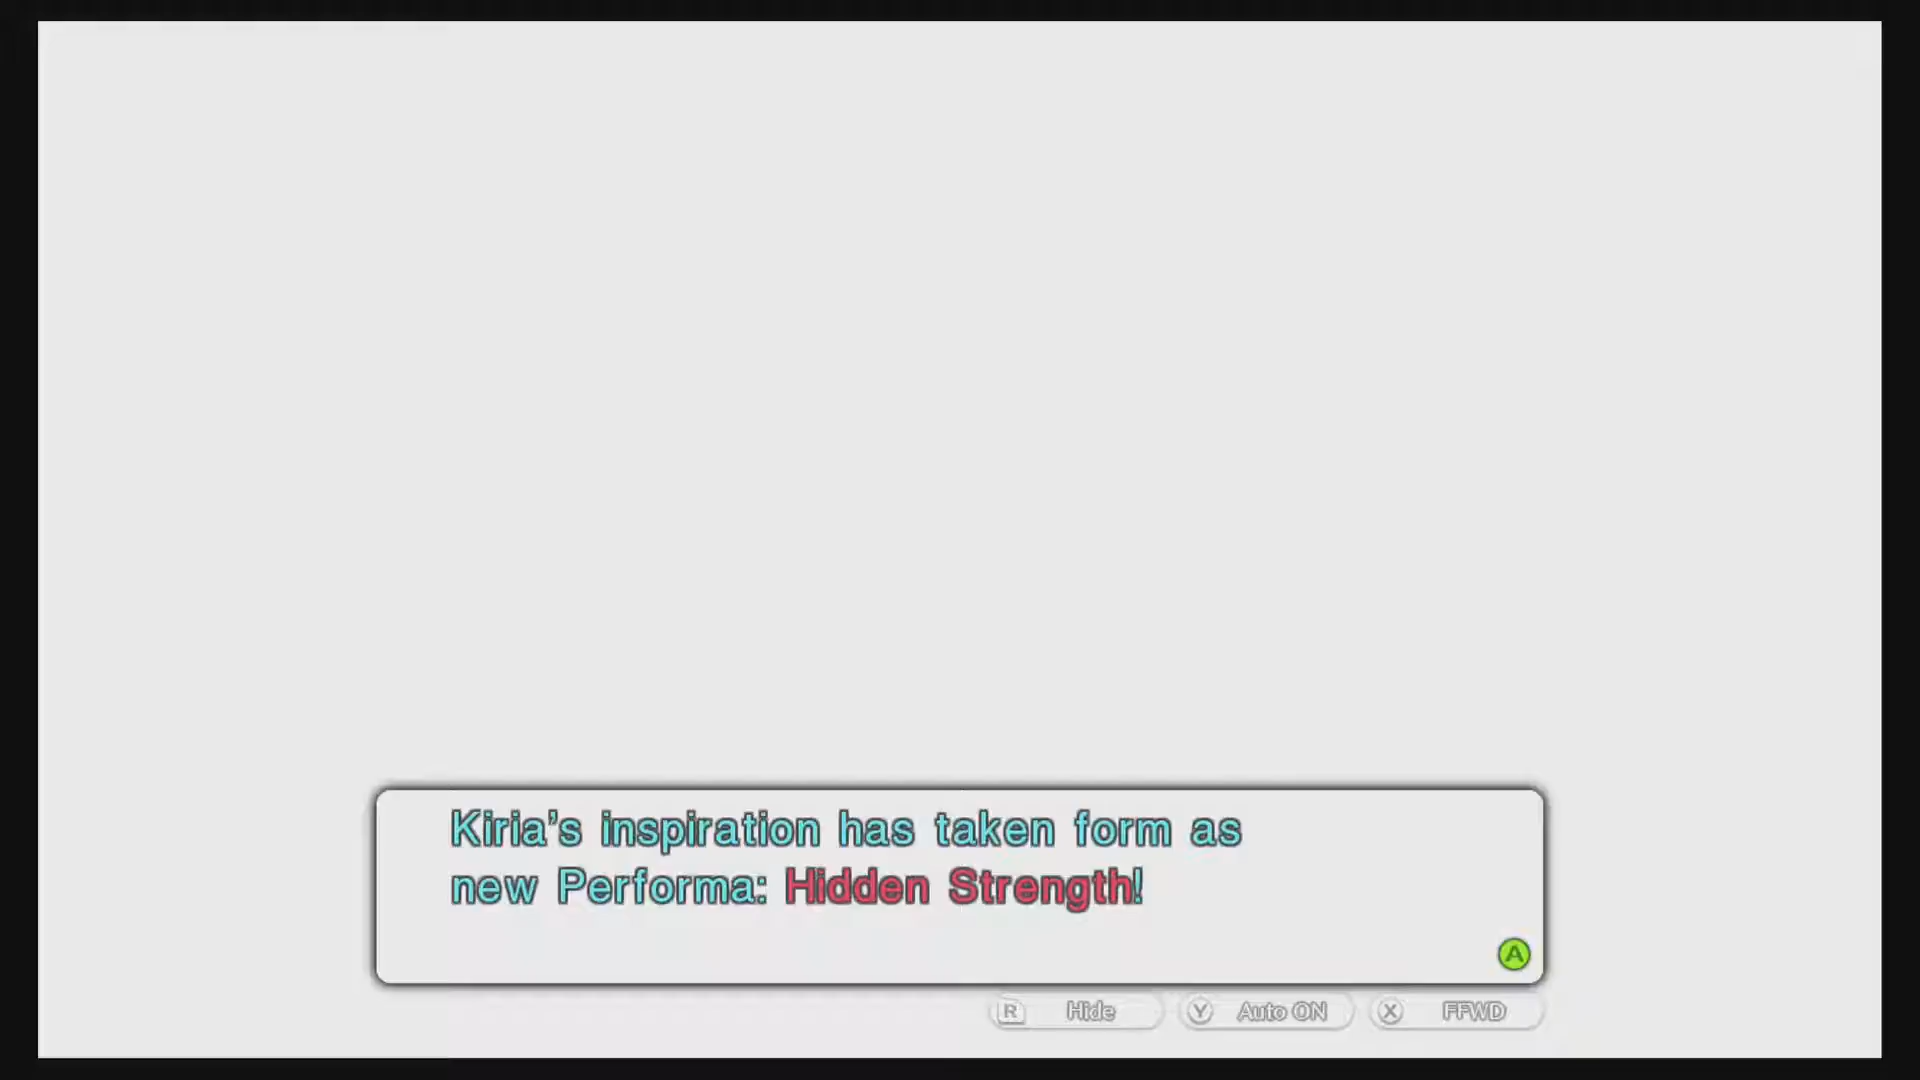 Kiria’s inspiration has taken form as
new Performa: Hidden Strength!
A
R Hide Y Auto ON X FFWD